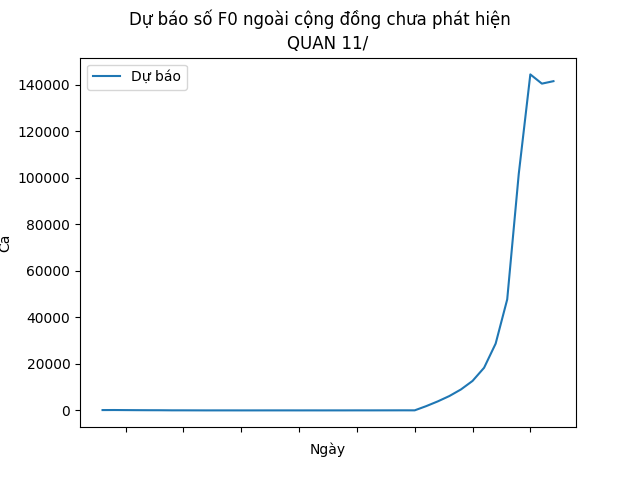 Dự báo số F0 ngoài cộng đồng chưa phát hiện
QUAN 11/
Dự báo
140000
120000
100000
80000
60000
40000
20000
0
Ca
Ngày